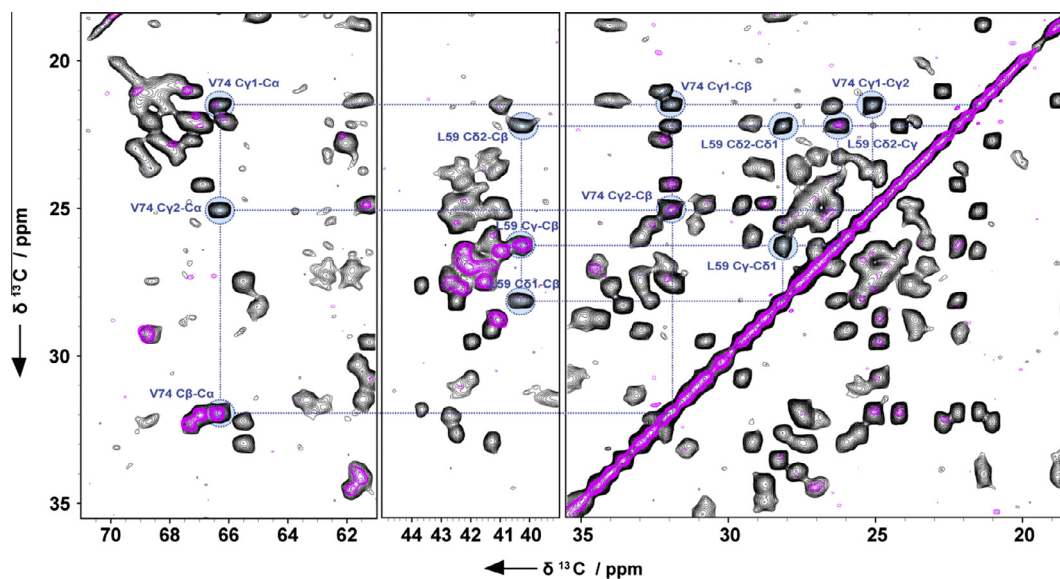 20
25
30
35
δ ¹³C / ppm
V74 Cγ1-Cα
V74 Cγ2-Cα
V74 Cβ-Cα
L59 Cδ2-Cβ
L59 Cγ-Cβ
L59 Cδ1-Cβ
V74 Cγ1-Cβ
V74 Cγ1-Cγ2
L59 Cδ2-Cδ1
L59 Cδ2-Cγ
V74 Cγ2-Cβ
L59 Cγ-Cδ1
70 68 66 64 62 44 42 40 35 30 25 20
δ ¹³C / ppm